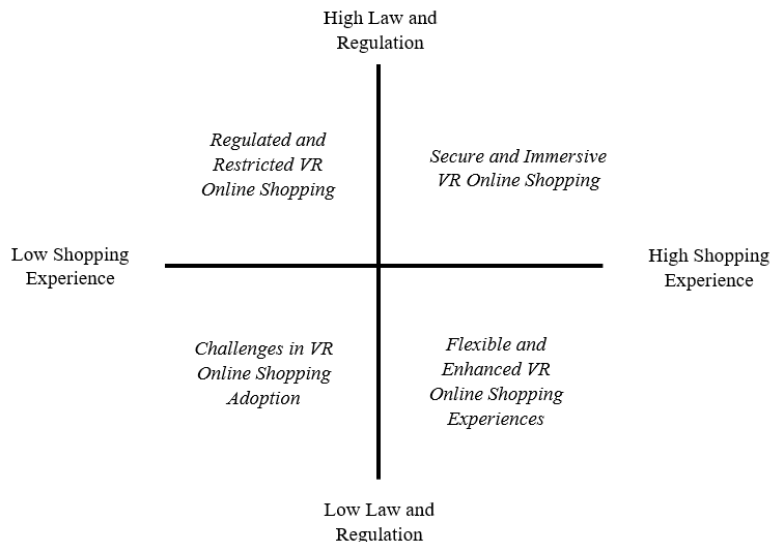 High Law and
Regulation
Regulated and
Restricted VR
Online Shopping
Secure and Immersive
VR Online Shopping
Low Shopping
Experience
High Shopping
Experience
Challenges in VR
Online Shopping
Adoption
Flexible and
Enhanced VR
Online Shopping
Experiences
Low Law and
Regulation